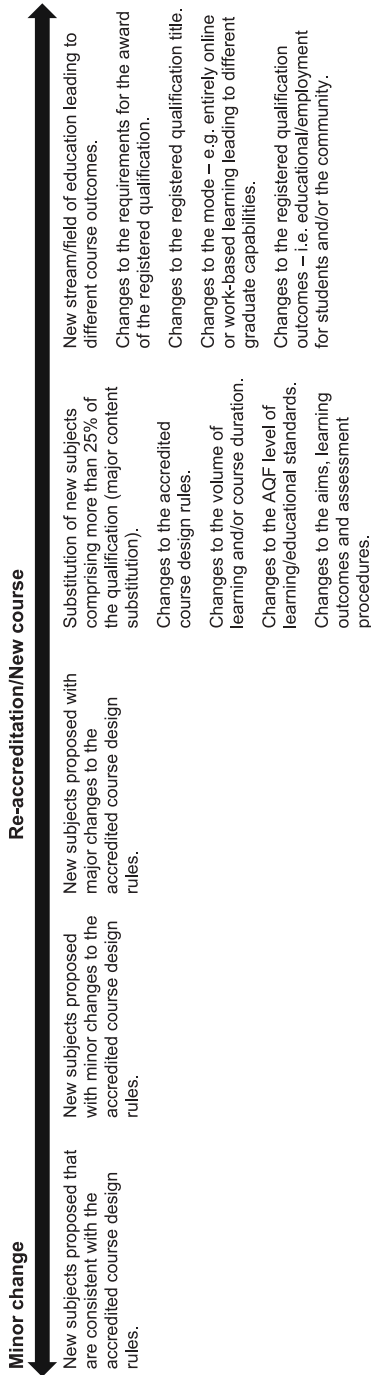 Minor change
Re-accreditation/New course
New subjects proposed that
are consistent with the
accredited course design
rules.
New subjects proposed
with minor changes to the
accredited course design
rules.
New subjects proposed with
major changes to the
accredited course design
rules.
Substitution of new subjects
comprising more than 25% of
the qualification (major content
substitution).
Changes to the accredited
course design rules.
Changes to the volume of
learning and/or course duration.
Changes to the AQF level of
learning/educational standards.
Changes to the aims, learning
outcomes and assessment
procedures.
New stream/field of education leading to
different course outcomes.
Changes to the requirements for the award
of the registered qualification.
Changes to the registered qualification title.
Changes to the mode – e.g. entirely online
or work-based learning leading to different
graduate capabilities.
Changes to the registered qualification
outcomes – i.e. educational/employment
for students and/or the community.